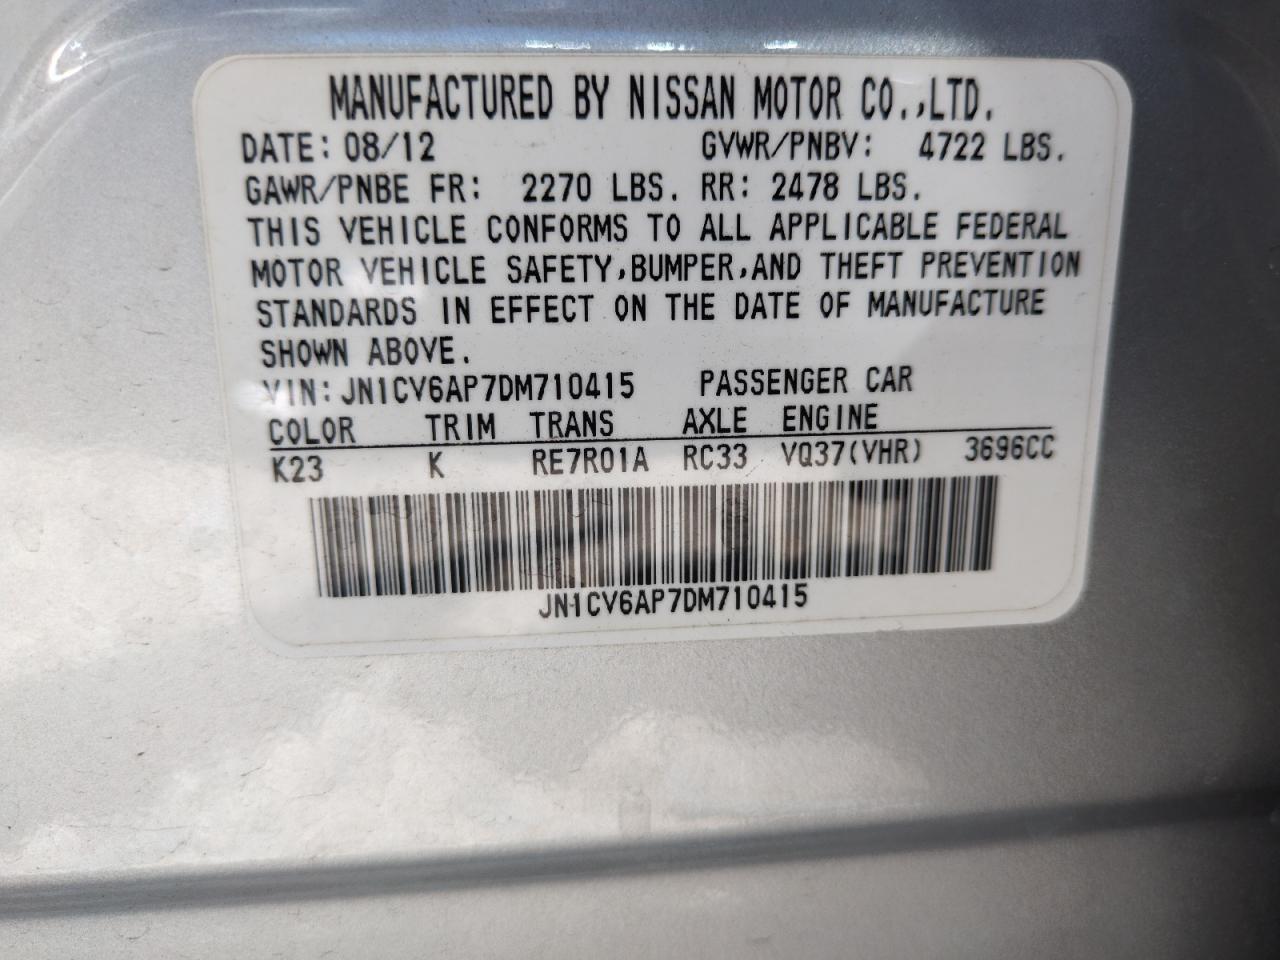 MANUFACTURED BY NISSAN MOTOR CO.,LTD.
DATE: 08/12 GVWR/PNBV: 4722 LBS.
GAWR/PNBE FR: 2270 LBS. RR: 2478 LBS.
THIS VEHICLE CONFORMS TO ALL APPLICABLE FEDERAL
MOTOR VEHICLE SAFETY,BUMPER,AND THEFT PREVENTION
STANDARDS IN EFFECT ON THE DATE OF MANUFACTURE
SHOWN ABOVE.
VIN: JN1CV6AP7DM710415 PASSENGER CAR
COLOR TRIM TRANS AXLE ENGINE
K23 K RE7R01A RC33 VQ37(VHR) 3696CC
JN1CV6AP7DM710415